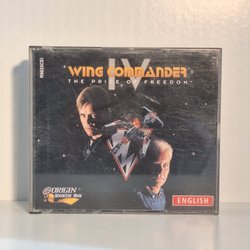 WING COMMANDER
IV
THE PRICE OF FREEDOM
ORIGIN
ENGLISH